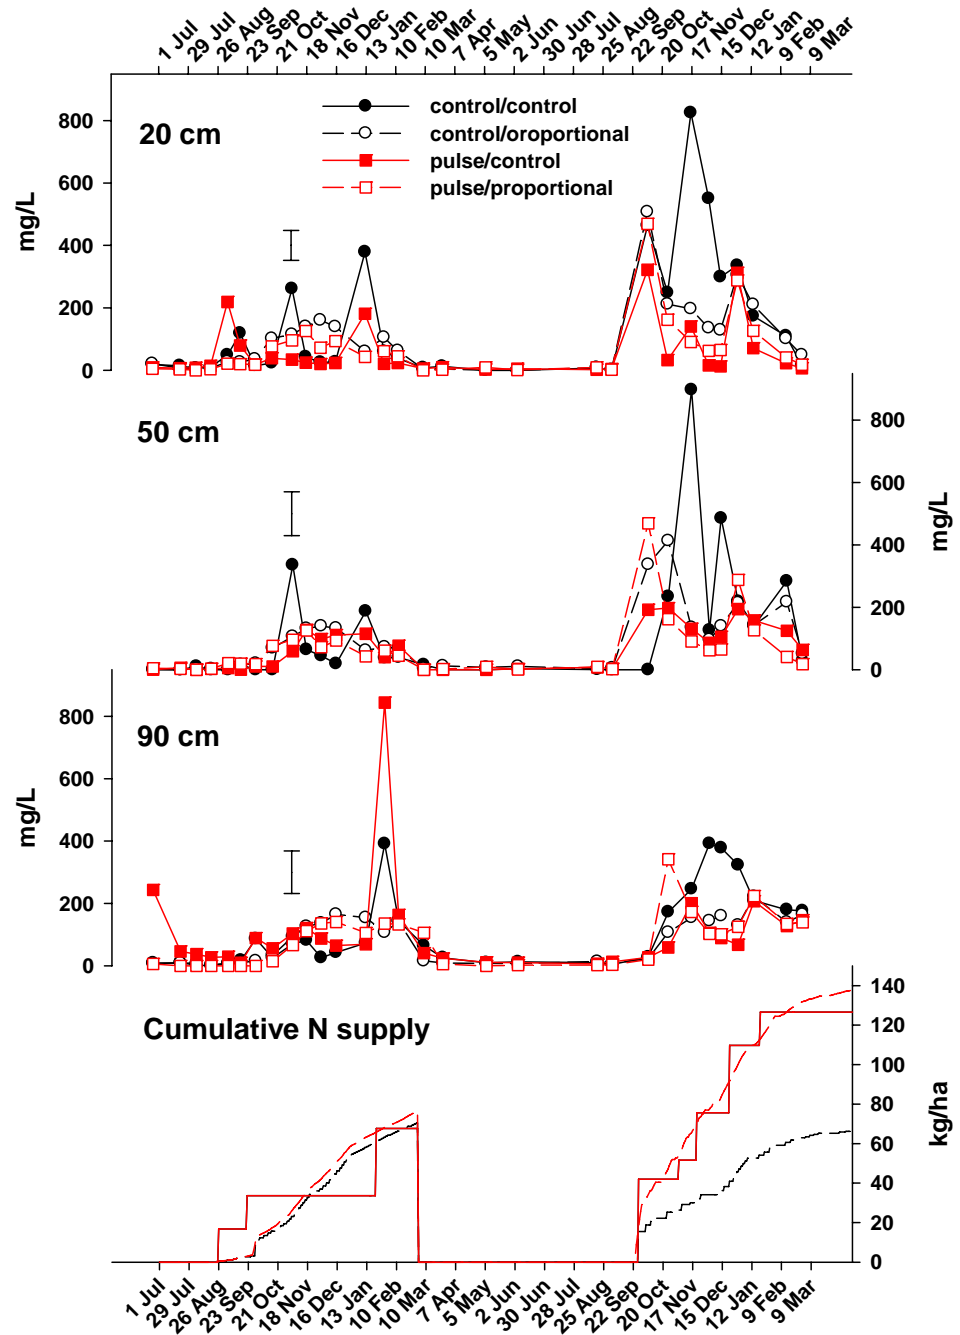 1 Jul 29 Jul 26 Aug 23 Sep 21 Oct 18 Nov 16 Dec 13 Jan 10 Feb 10 Mar 7 Apr 5 May 2 Jun 30 Jun 28 Jul 25 Aug 22 Sep 20 Oct 17 Nov 15 Dec 12 Jan 9 Feb 9 Mar
control/control
control/oroportional
pulse/control
pulse/proportional
20 cm
mg/L
800
600
400
200
0
50 cm
mg/L
800
600
400
200
0
90 cm
mg/L
800
600
400
200
0
Cumulative N supply
kg/ha
140
120
100
80
60
40
20
0
1 Jul 29 Jul 26 Aug 23 Sep 21 Oct 18 Nov 16 Dec 13 Jan 10 Feb 10 Mar 7 Apr 5 May 2 Jun 30 Jun 28 Jul 25 Aug 22 Sep 20 Oct 17 Nov 15 Dec 12 Jan 9 Feb 9 Mar